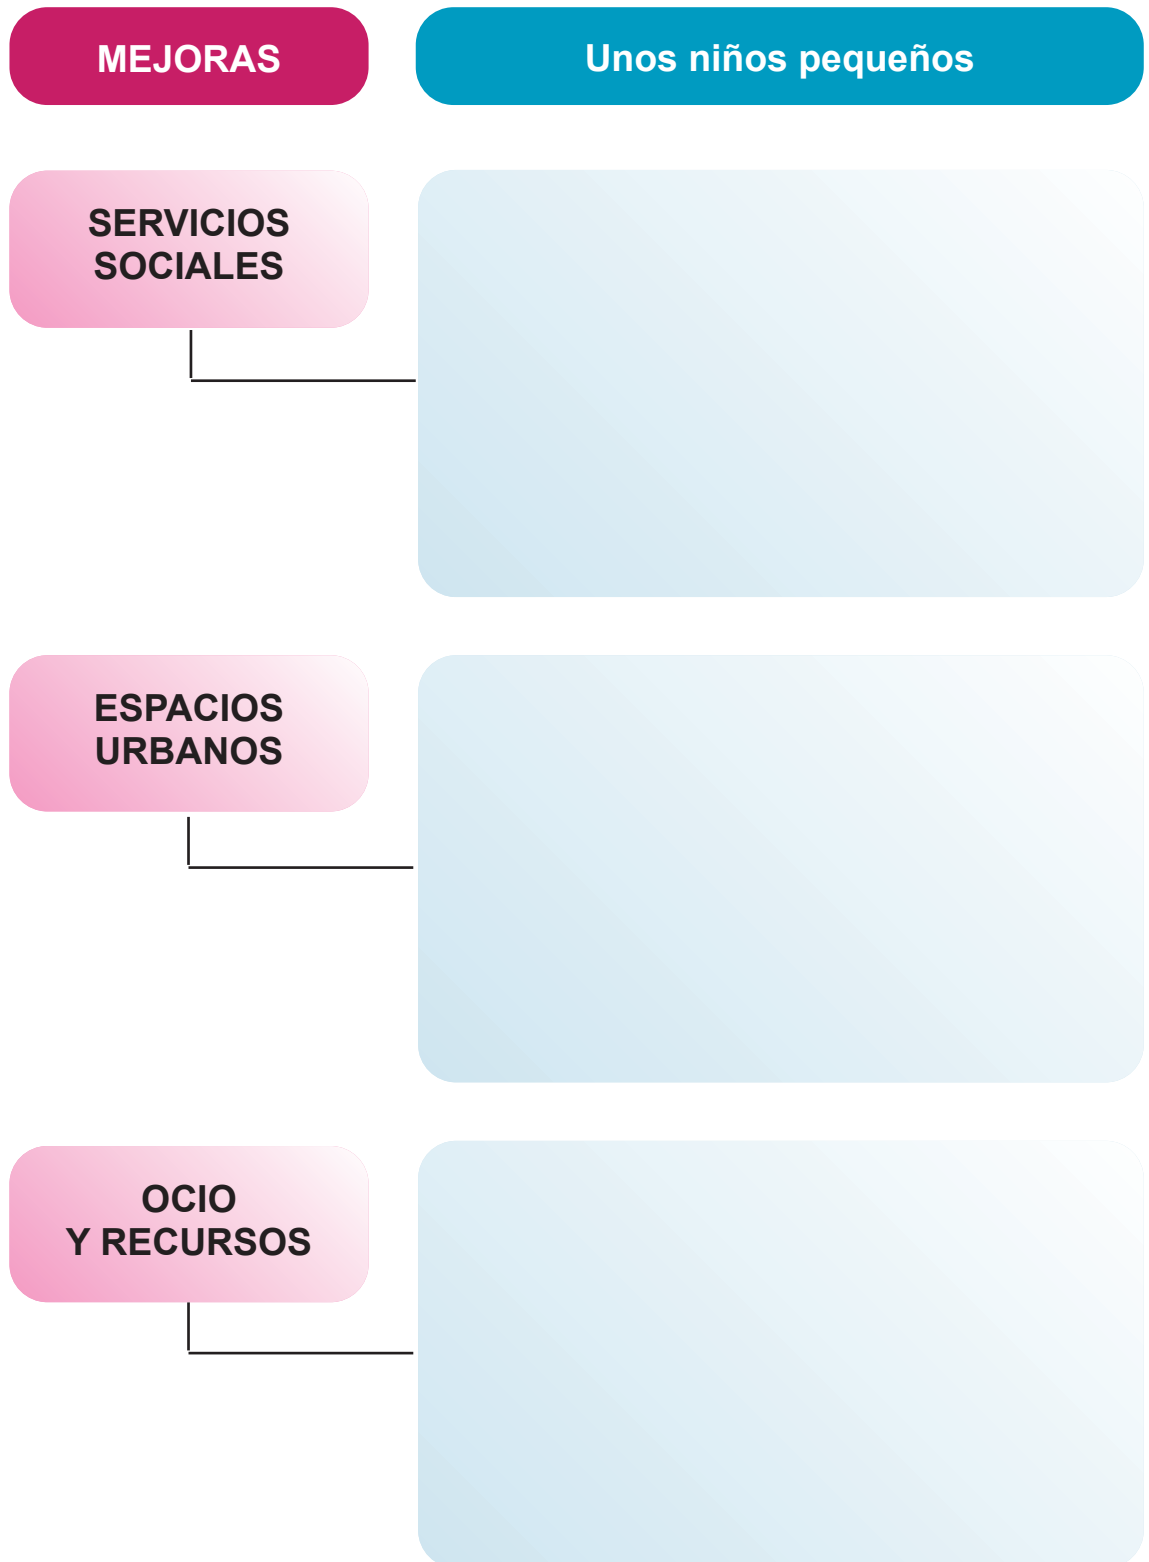 MEJORAS
Unos niños pequeños
SERVICIOS
SOCIALES
ESPACIOS
URBANOS
OCIO
Y RECURSOS